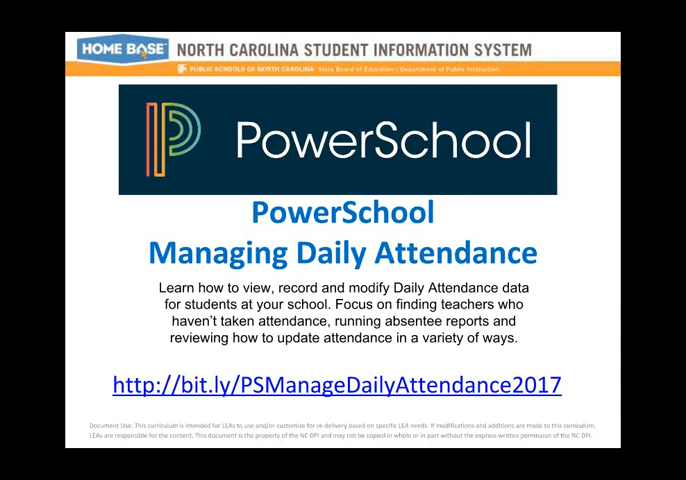 HOME BASE NORTH CAROLINA STUDENT INFORMATION SYSTEM
PUBLIC SCHOOLS OF NORTH CAROLINA State Board of Education | Department of Public Instruction
PowerSchool
PowerSchool
Managing Daily Attendance
Learn how to view, record and modify Daily Attendance data
for students at your school. Focus on finding teachers who
haven't taken attendance, running absentee reports and
reviewing how to update attendance in a variety of ways.
http://bit.ly/PSManageDailyAttendance2017
Document Use: This curriculum is intended for LEAs to use and/or customize for re-delivery based on specific LEA needs. If modifications and additions are made to this curriculum,
LEAs are responsible for the content. This document is the property of the NC DPI and may not be copied in whole or in part without the express written permission of the NC DPI.